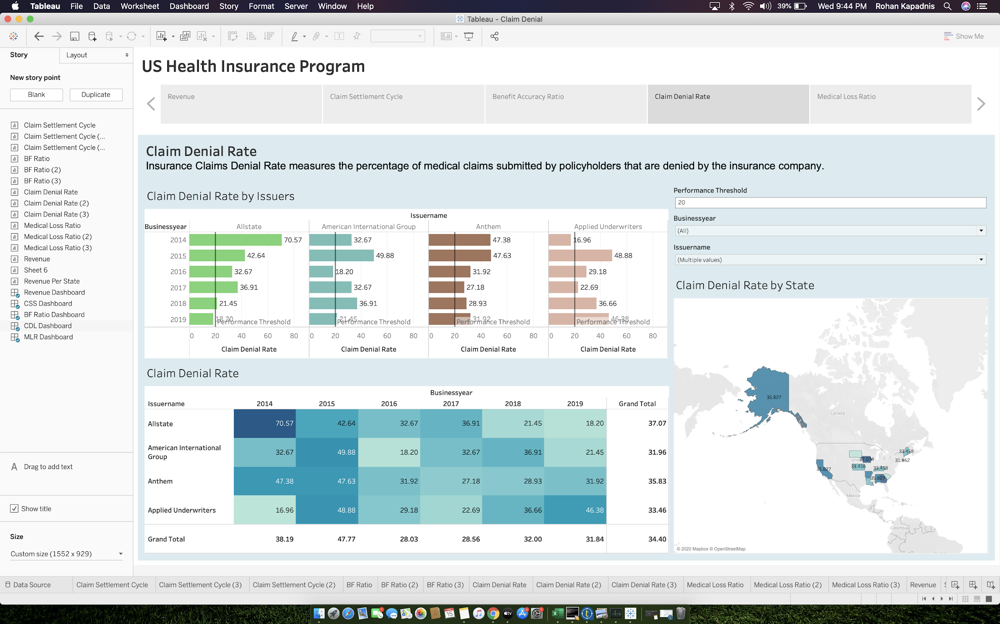 Tableau File Data Worksheet Dashboard Story Format Server Window Help 39% Wed 9:44 PM Rohan Kapadnis
Tableau - Claim Denial
Show Me
Story Layout
New story point
Blank Duplicate
Claim Settlement Cycle
Claim Settlement Cycle (...
Claim Settlement Cycle (...
BF Ratio
BF Ratio (2)
BF Ratio (3)
Claim Denial Rate
Claim Denial Rate (2)
Claim Denial Rate (3)
Medical Loss Ratio
Medical Loss Ratio (2)
Medical Loss Ratio (3)
Revenue
Sheet 6
Revenue Per State
Revenue Dashboard
CSS Dashboard
BF Ratio Dashboard
CDL Dashboard
MLR Dashboard
A Drag to add text
Show title
Size
Custom size (1552 x 929)
US Health Insurance Program
Revenue Claim Settlement Cycle Benefit Accuracy Ratio Claim Denial Rate Medical Loss Ratio
Claim Denial Rate
Insurance Claims Denial Rate measures the percentage of medical claims submitted by policyholders that are denied by the insurance company.
Claim Denial Rate by Issuers
Issuername
Businessyear Allstate American International Group Anthem Applied Underwriters
2014 70.57 32.67 47.38 16.96
2015 42.64 49.88 47.63 48.88
2016 32.67 18.20 31.92 29.18
2017 36.91 32.67 27.18 22.69
2018 21.45 36.91 28.93 36.66
2019 18.20 21.45 31.92 46.38
Performance Threshold Performance Threshold Performance Threshold Performance Threshold
0 20 40 60 80 0 20 40 60 80 0 20 40 60 80 0 20 40 60 80
Claim Denial Rate Claim Denial Rate Claim Denial Rate Claim Denial Rate
Claim Denial Rate
Businessyear
Issuername 2014 2015 2016 2017 2018 2019 Grand Total
Allstate 70.57 42.64 32.67 36.91 21.45 18.20 37.07
American International
Group 32.67 49.88 18.20 32.67 36.91 21.45 31.96
Anthem 47.38 47.63 31.92 27.18 28.93 31.92 35.83
Applied Underwriters 16.96 48.88 29.18 22.69 36.66 46.38 33.46
Grand Total 38.19 47.77 28.03 28.56 32.00 31.84 34.40
Performance Threshold
20
Businessyear
(All)
Issuername
(Multiple values)
Claim Denial Rate by State
35.827
Canada
33.458
37.074 31.962
35.827 33.458 33.458
35.827
Mexico
Colombia
© 2020 Mapbox © OpenStreetMap
Data Source Claim Settlement Cycle Claim Settlement Cycle (3) Claim Settlement Cycle (2) BF Ratio BF Ratio (2) BF Ratio (3) Claim Denial Rate Claim Denial Rate (2) Claim Denial Rate (3) Medical Loss Ratio Medical Loss Ratio (2) Medical Loss Ratio (3) Revenue